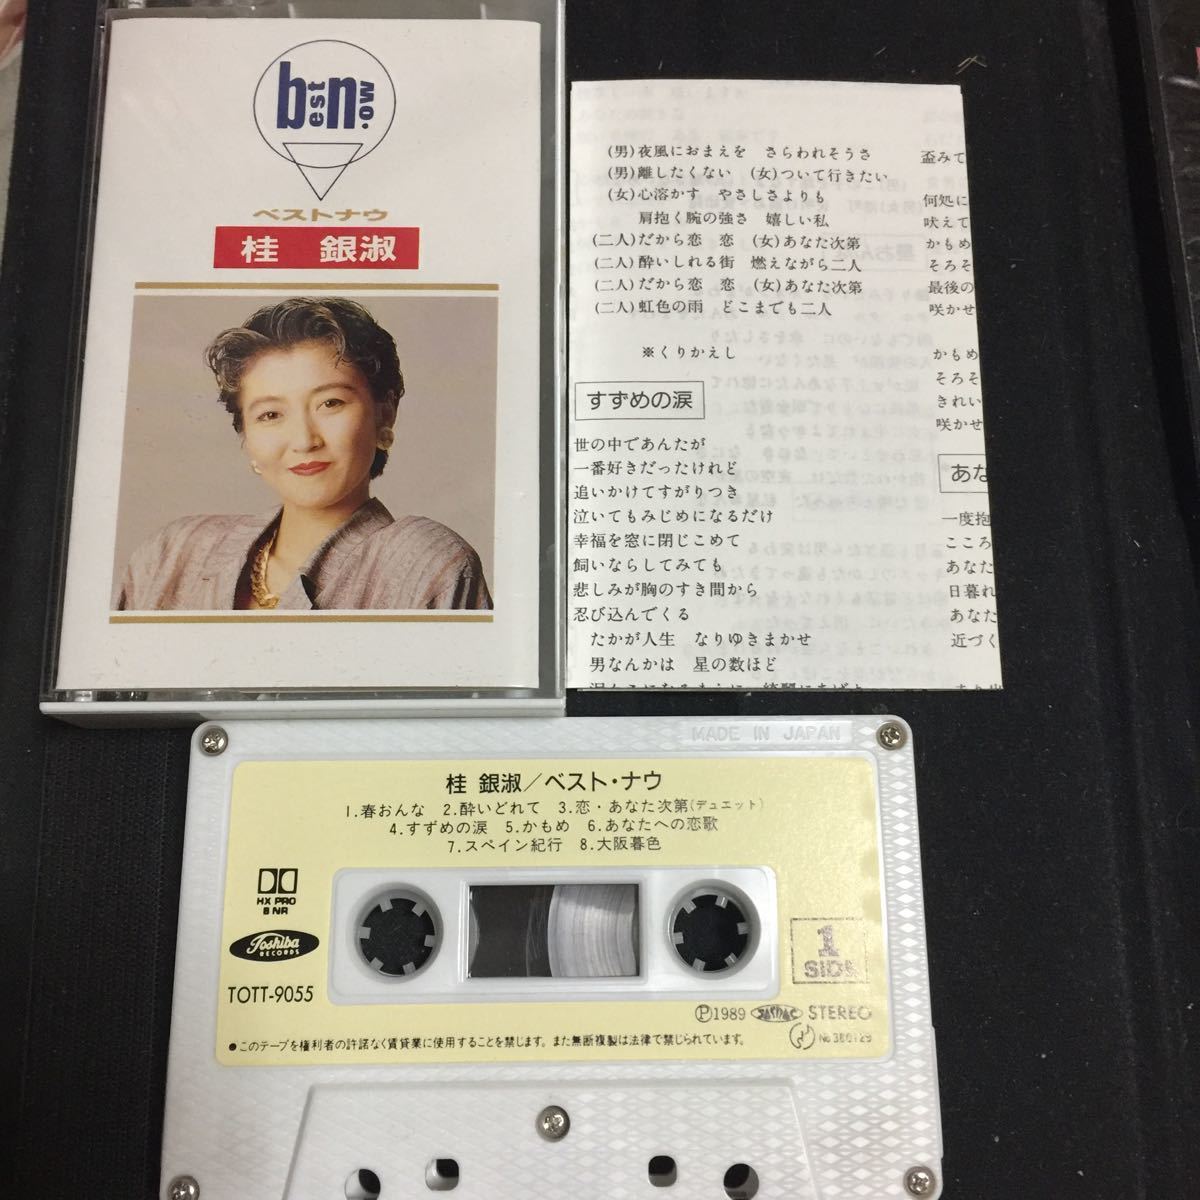 best now.
ベストナウ
桂 銀淑
(男)夜風におまえを さらわれそうさ
(男)離したくない (女)ついて行きたい
(女)心溶かす やさしさよりも
肩抱く腕の強さ 嬉しい私
(二人)だから恋 恋 (女)あなた次第
(二人)酔いしれる街 燃えながら二人
(二人)だから恋 恋 (女)あなた次第
(二人)虹色の雨 どこまでも二人
※くりかえし
すずめの涙
世の中であんたが
一番好きだったけれど
追いかけてすがりつき
泣いてもみじめになるだけ
幸福を窓に閉じこめて
飼いならしてみても
悲しみが胸のすき間から
忍び込んでくる
たかが人生 なりゆきまかせ
男なんかは 星の数ほど
盃みて
何処に
吠えて
かもめ
そろそ
最後の
咲かせ
かもめ
そろそ
きれい
咲かせ
あな
一度抱
こころ
あなた
日暮れ
あなた
近づく
MADE IN JAPAN
桂 銀淑/ベスト・ナウ
1.春おんな 2.酔いどれて 3.恋・あなた次第(デュエット)
4.すずめの涙 5.かもめ 6.あなたへの恋歌
7.スペイン紀行 8.大阪暮色
HX PRO
B NR
Toshiba
RECORDS
TOTT-9055
1
SIDE
Ⓟ1989 JASRAC STEREO
No380129
●このテープを権利者の許諾なく賃貸業に使用することを禁じます。また無断複製は法律で禁じられています。